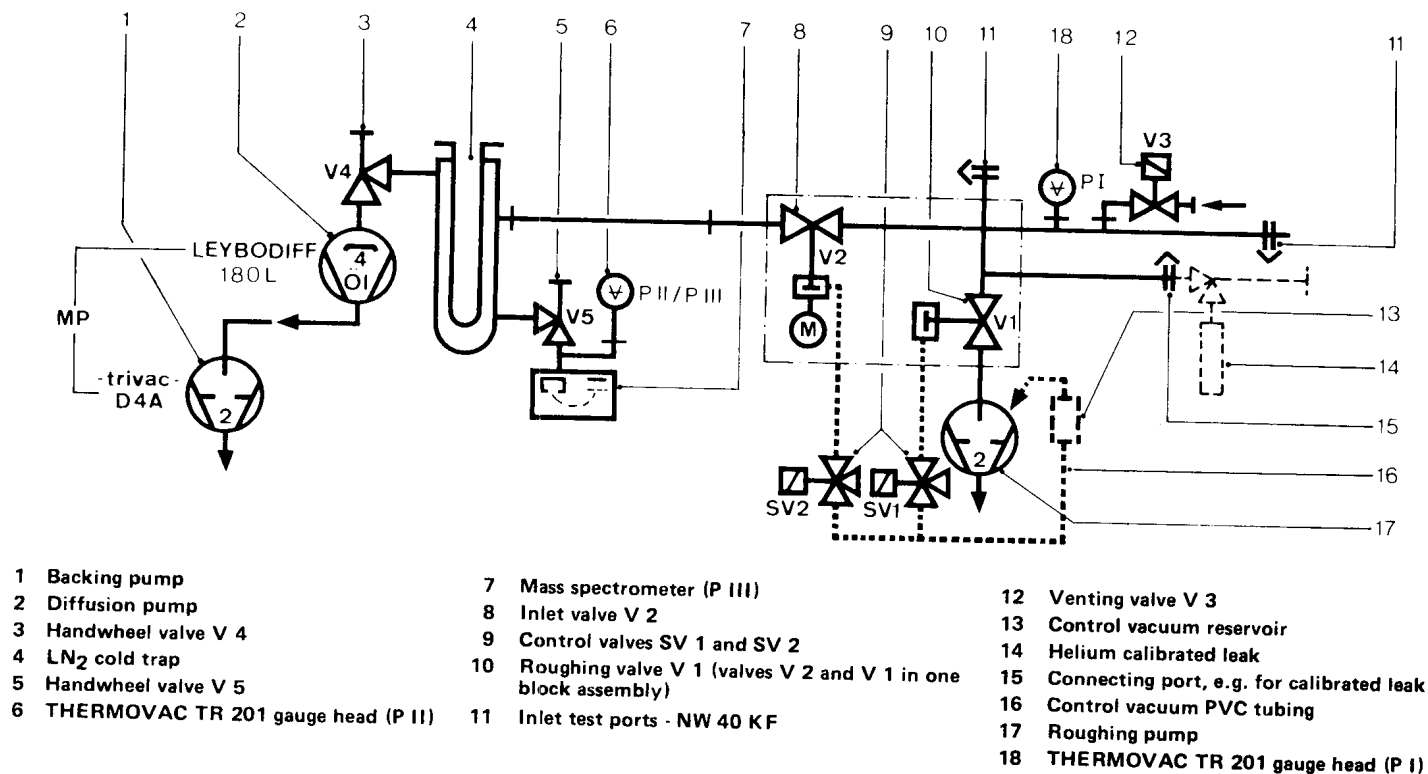 1 2 3 4 5 6 7 8 9 10 11 18 12 11
V3
V4
PI
LEYBODIFF
180L
4
ÖI
V2
PII/PIII
V5
MP
M
V1
13
-trivac-
D4A
2
14
2
15
SV2
SV1
16
17
1 Backing pump
2 Diffusion pump
3 Handwheel valve V 4
4 LN2 cold trap
5 Handwheel valve V 5
6 THERMOVAC TR 201 gauge head (P II)
7 Mass spectrometer (P III)
8 Inlet valve V 2
9 Control valves SV 1 and SV 2
10 Roughing valve V 1 (valves V 2 and V 1 in one
block assembly)
11 Inlet test ports - NW 40 KF
12 Venting valve V 3
13 Control vacuum reservoir
14 Helium calibrated leak
15 Connecting port, e.g. for calibrated leak
16 Control vacuum PVC tubing
17 Roughing pump
18 THERMOVAC TR 201 gauge head (P I)